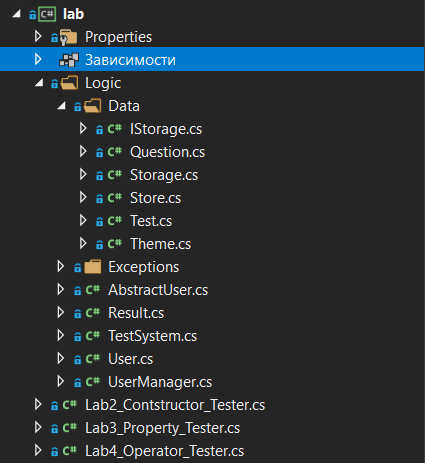 C# lab
Properties
Зависимости
Logic
Data
C# IStorage.cs
C# Question.cs
C# Storage.cs
C# Store.cs
C# Test.cs
C# Theme.cs
Exceptions
C# AbstractUser.cs
C# Result.cs
C# TestSystem.cs
C# User.cs
C# UserManager.cs
C# Lab2_Contstructor_Tester.cs
C# Lab3_Property_Tester.cs
C# Lab4_Operator_Tester.cs